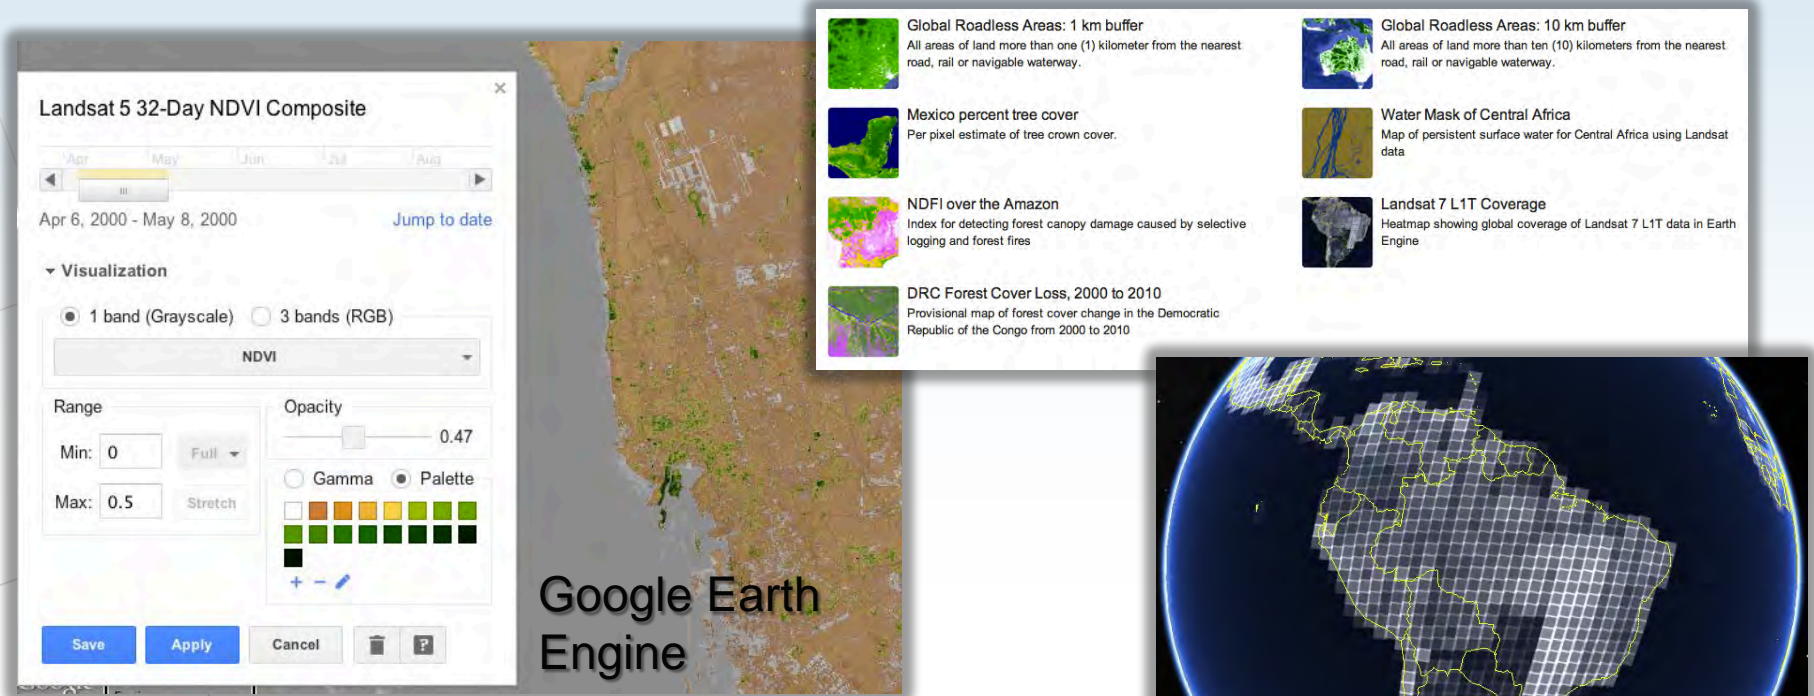 Landsat 5 32-Day NDVI Composite
Apr May Jun Jul Aug
Apr 6, 2000 - May 8, 2000 Jump to date
Visualization
1 band (Grayscale) 3 bands (RGB)
NDVI
Range
Min: 0 Full
Max: 0.5 Stretch
Opacity
0.47
Gamma Palette
Save Apply Cancel ?
Google
Google Earth
Engine
Global Roadless Areas: 1 km buffer
All areas of land more than one (1) kilometer from the nearest
road, rail or navigable waterway.
Mexico percent tree cover
Per pixel estimate of tree crown cover.
NDFI over the Amazon
Index for detecting forest canopy damage caused by selective
logging and forest fires
DRC Forest Cover Loss, 2000 to 2010
Provisional map of forest cover change in the Democratic
Republic of the Congo from 2000 to 2010
Global Roadless Areas: 10 km buffer
All areas of land more than ten (10) kilometers from the nearest
road, rail or navigable waterway.
Water Mask of Central Africa
Map of persistent surface water for Central Africa using Landsat
data
Landsat 7 L1T Coverage
Heatmap showing global coverage of Landsat 7 L1T data in Earth
Engine